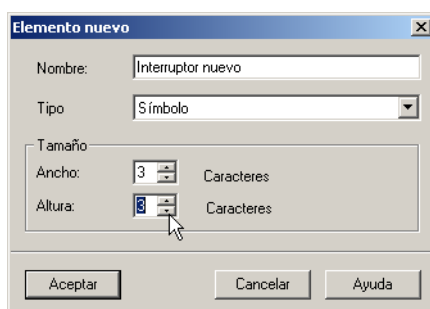 Elemento nuevo
Nombre: Interruptor nuevo
Tipo Símbolo
Tamaño
Ancho: 3 Caracteres
Altura: 3 Caracteres
Aceptar Cancelar Ayuda